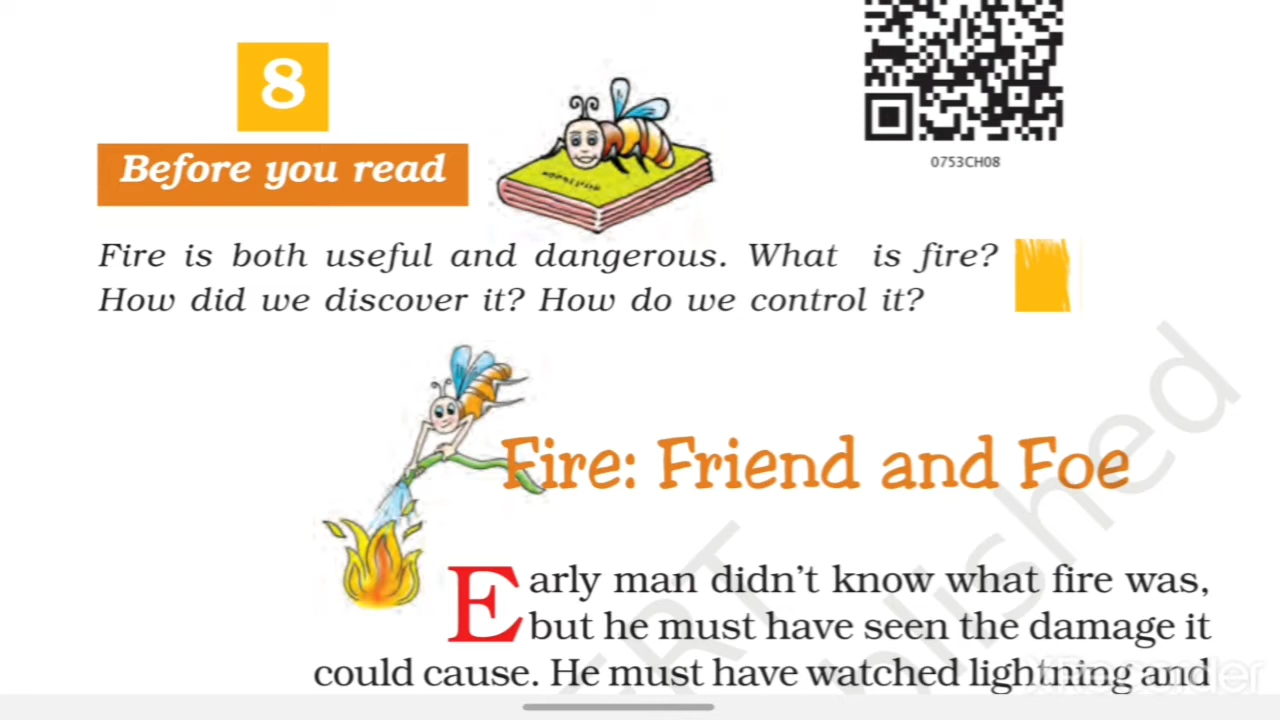 8
0753CH08
Before you read
Fire is both useful and dangerous. What is fire?
How did we discover it? How do we control it?
Fire: Friend and Foe
Early man didn't know what fire was,
but he must have seen the damage it
could cause. He must have watched lightning and
XRecorder